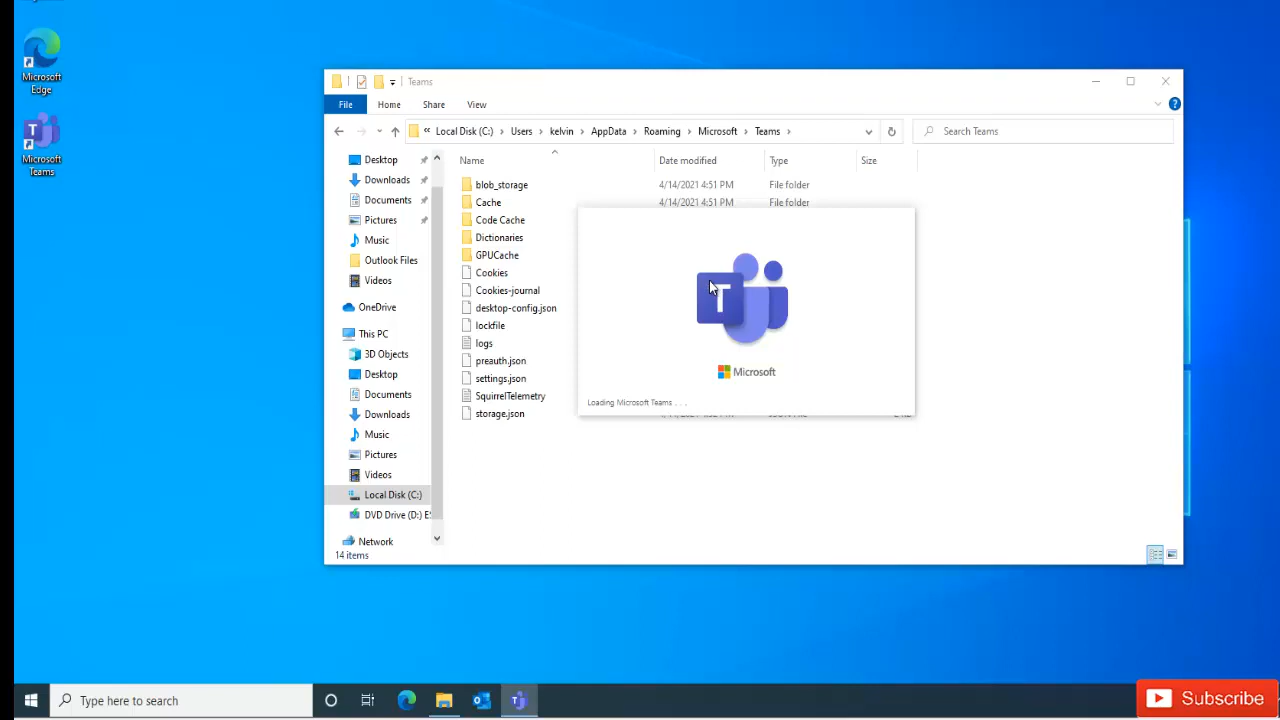 Microsoft
Edge
Microsoft
Teams
Teams
File
Home
Share
View
« Local Disk (C:) › Users › kelvin › AppData › Roaming › Microsoft › Teams ›
Search Teams
Name
Date modified
Type
Size
Desktop
Downloads
Documents
Pictures
Music
Outlook Files
Videos
OneDrive
This PC
3D Objects
Desktop
Documents
Downloads
Music
Pictures
Videos
Local Disk (C:)
DVD Drive (D:) E
Network
14 items
blob_storage 4/14/2021 4:51 PM File folder
Cache 4/14/2021 4:51 PM File folder
Code Cache
Dictionaries
GPUCache
Cookies
Cookies-journal
desktop-config.json
lockfile
logs
preauth.json
settings.json
SquirrelTelemetry
storage.json
T
Microsoft
Loading Microsoft Teams . . .
Type here to search
Subscribe